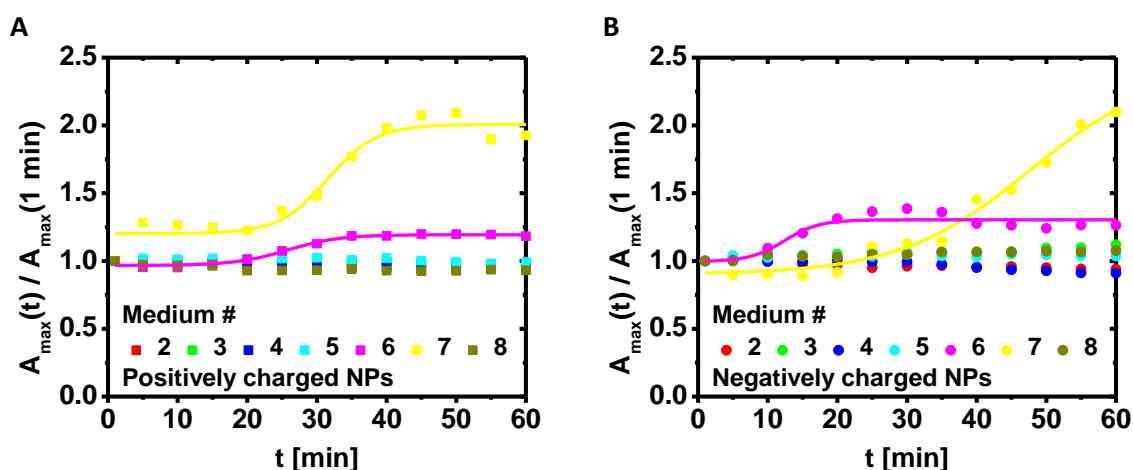 A
A_max(t) / A_max(1 min)
2.5
2.0
1.5
1.0
0.5
0.0
Medium #
2 3 4 5 6 7 8
Positively charged NPs
0 10 20 30 40 50 60
t [min]
B
A_max(t) / A_max(1 min)
2.5
2.0
1.5
1.0
0.5
0.0
Medium #
2 3 4 5 6 7 8
Negatively charged NPs
0 10 20 30 40 50 60
t [min]